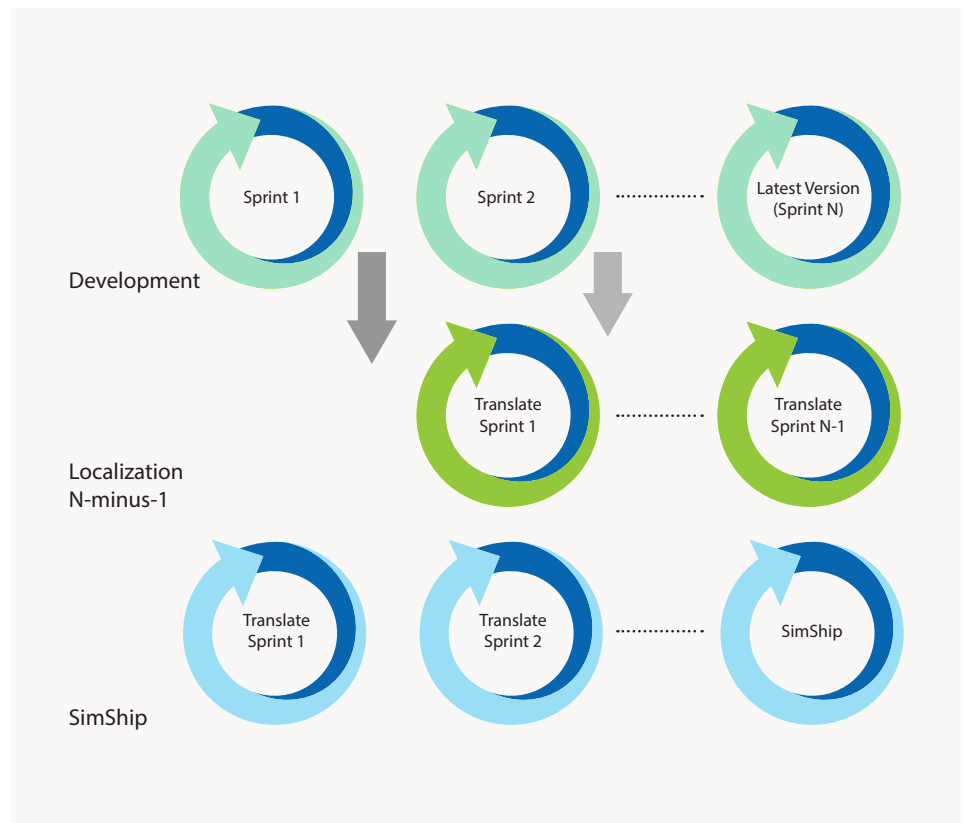 Sprint 1
Sprint 2
Latest Version
(Sprint N)
Development
Translate
Sprint 1
Translate
Sprint N-1
Localization
N-minus-1
Translate
Sprint 1
Translate
Sprint 2
SimShip
SimShip